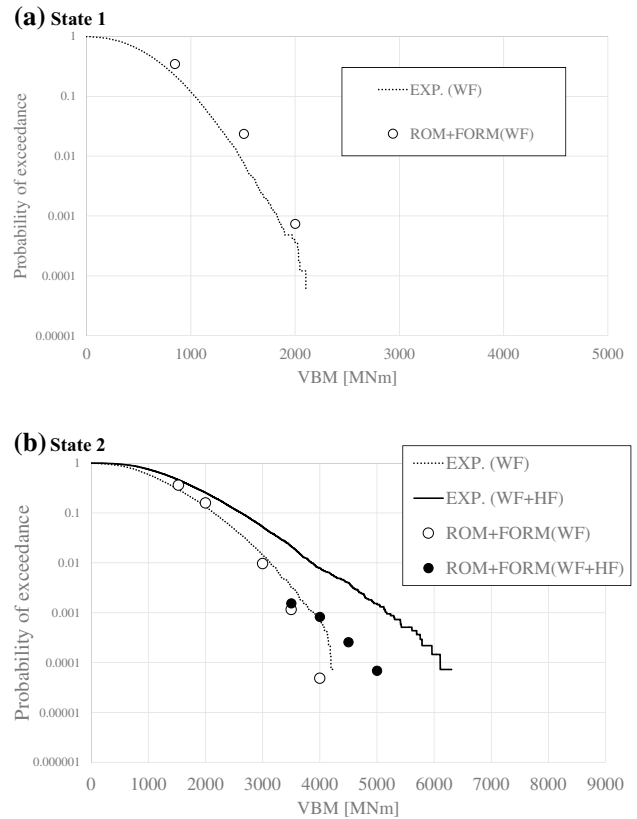 (a) State 1
1
0.1
0.01
0.001
0.0001
0.00001
Probability of exceedance
EXP. (WF)
ROM+FORM(WF)
0 1000 2000 3000 4000 5000
VBM [MNm]
(b) State 2
1
0.1
0.01
0.001
0.0001
0.00001
0.000001
Probability of exceedance
EXP. (WF)
EXP. (WF+HF)
ROM+FORM(WF)
ROM+FORM(WF+HF)
0 1000 2000 3000 4000 5000 6000 7000 8000 9000
VBM [MNm]